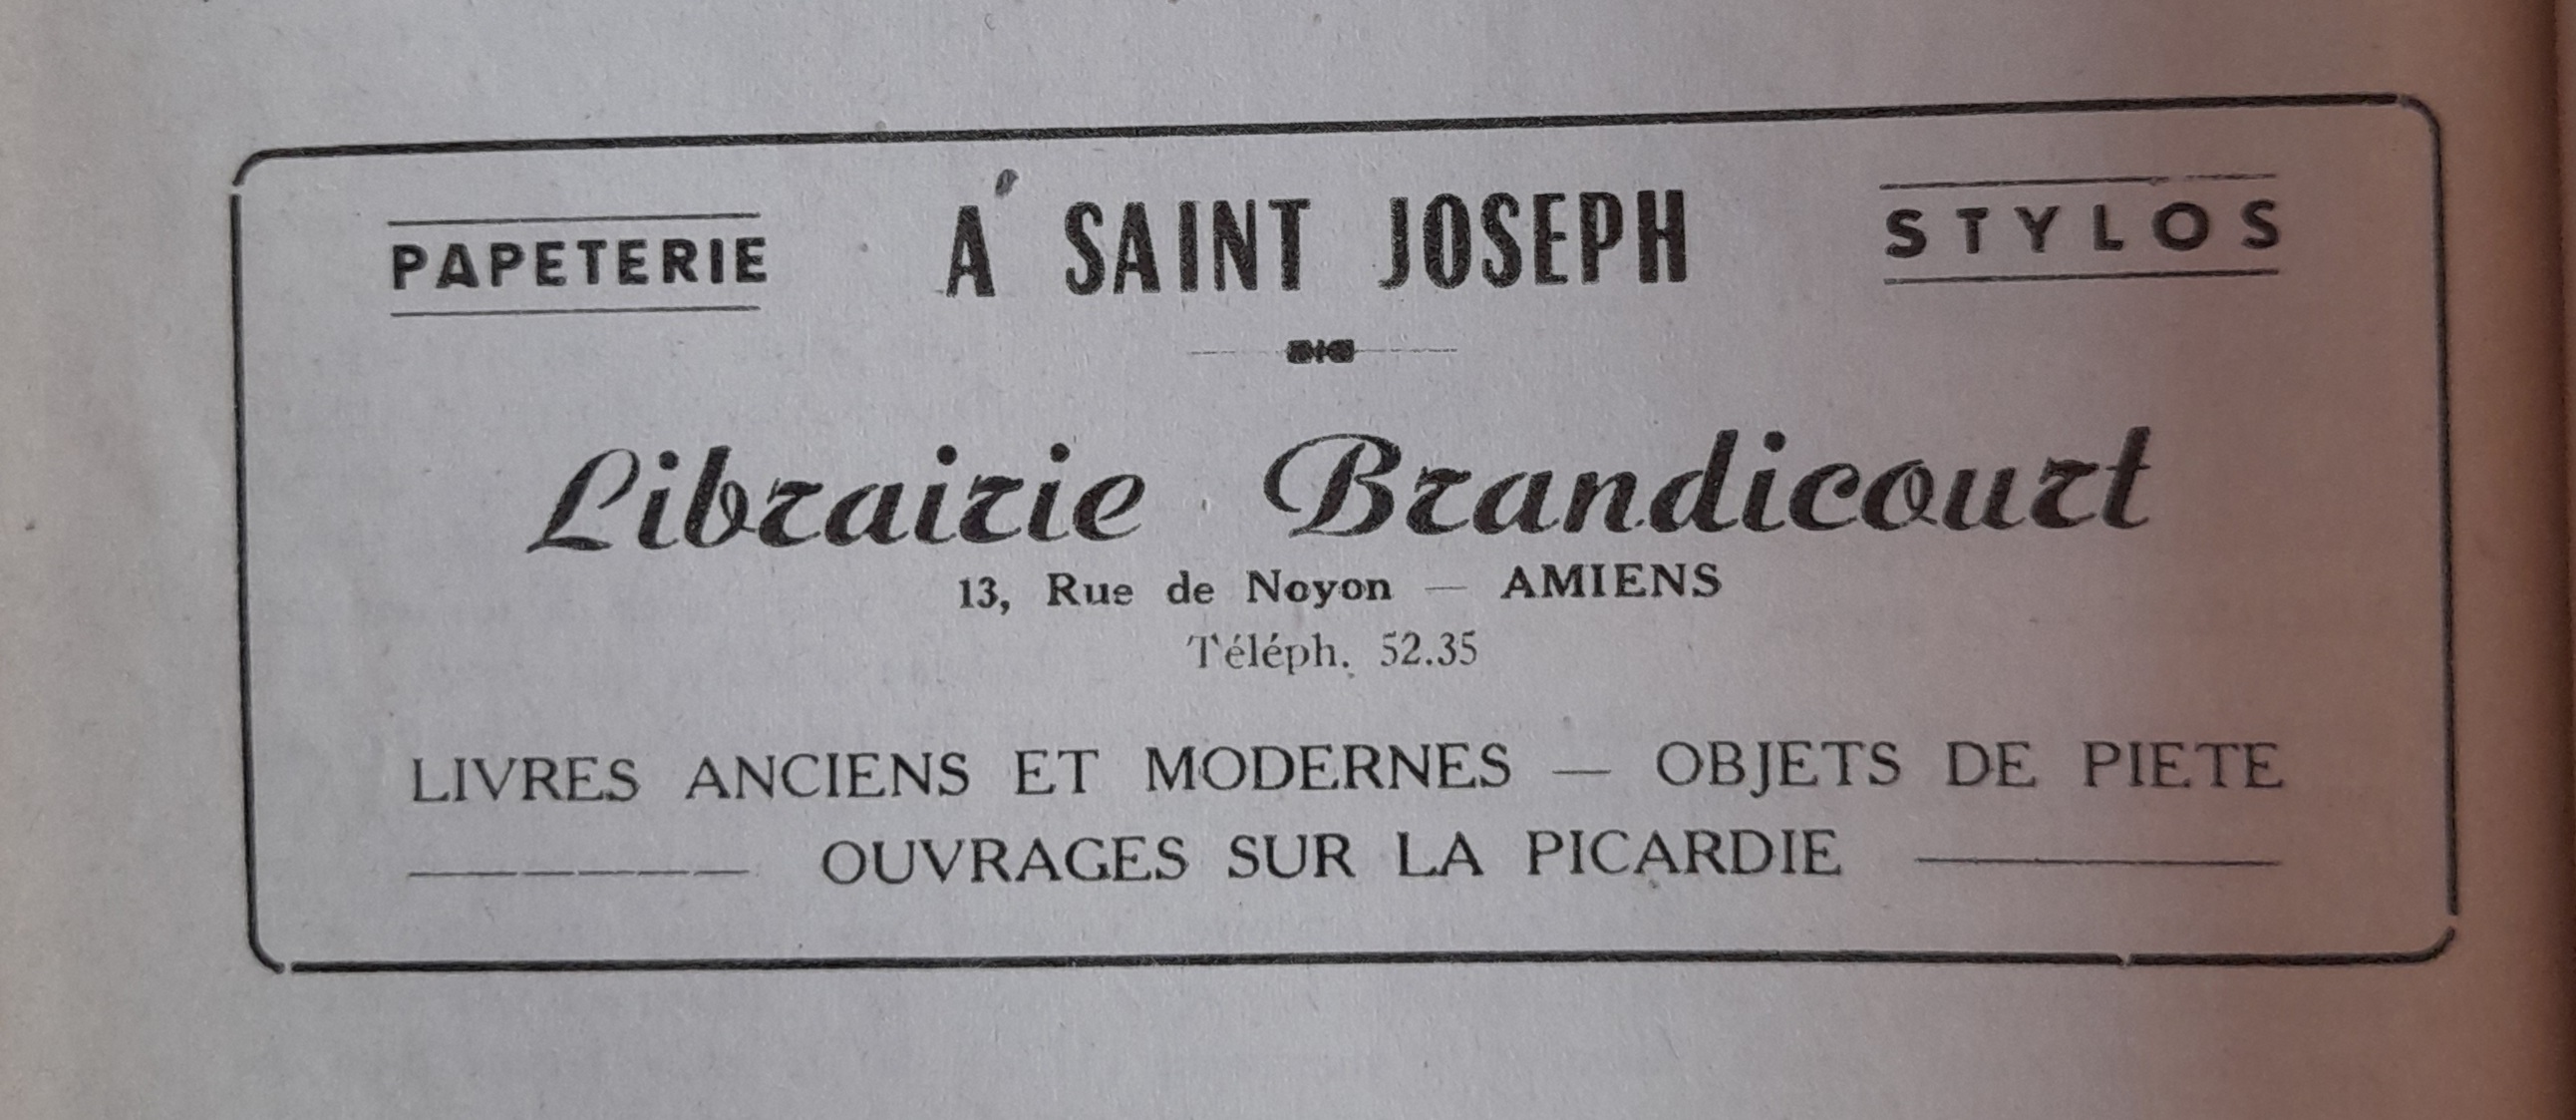 PAPETERIE Á SAINT JOSEPH STYLOS
Librairie Brandicourt
13, Rue de Noyon — AMIENS
Téléph. 52.35
LIVRES ANCIENS ET MODERNES — OBJETS DE PIETE
OUVRAGES SUR LA PICARDIE